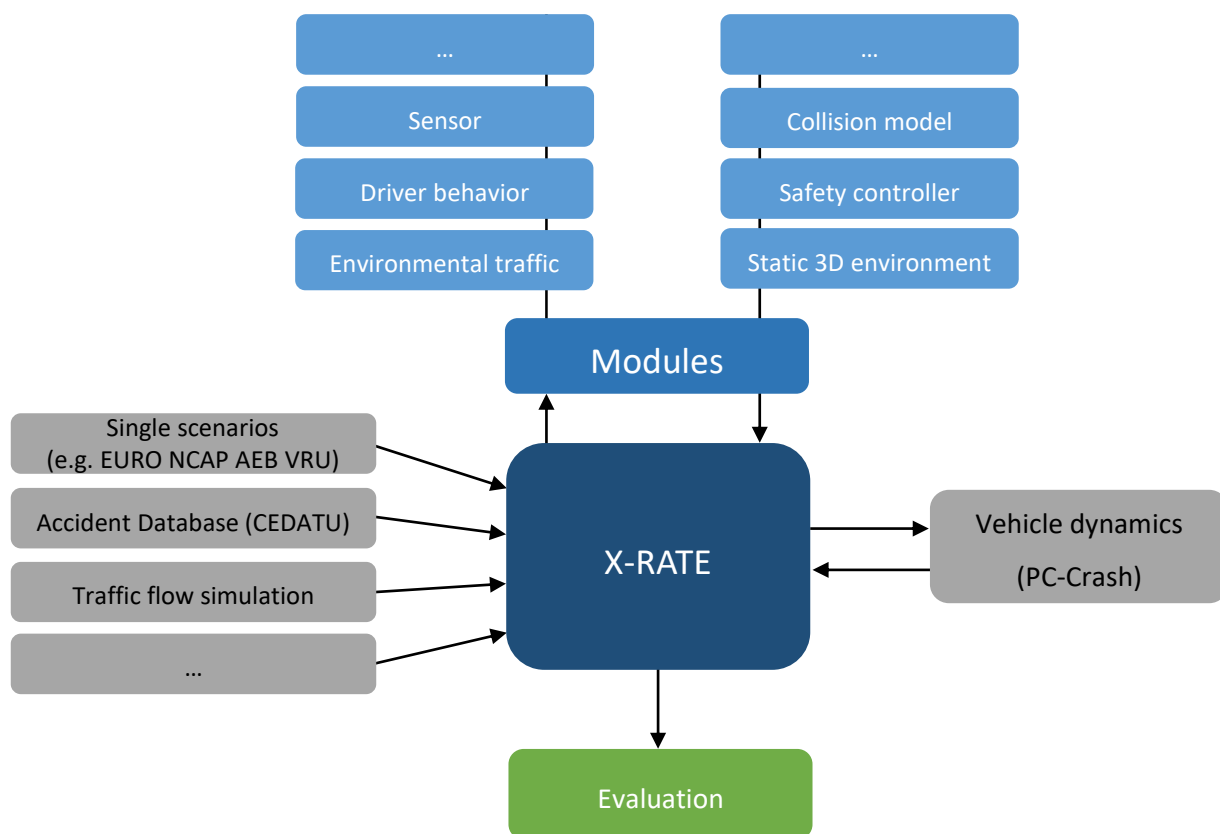 ...
Sensor
Driver behavior
Environmental traffic
...
Collision model
Safety controller
Static 3D environment
Modules
Single scenarios
(e.g. EURO NCAP AEB VRU)
Accident Database (CEDATU)
Traffic flow simulation
...
X-RATE
Vehicle dynamics
(PC-Crash)
Evaluation